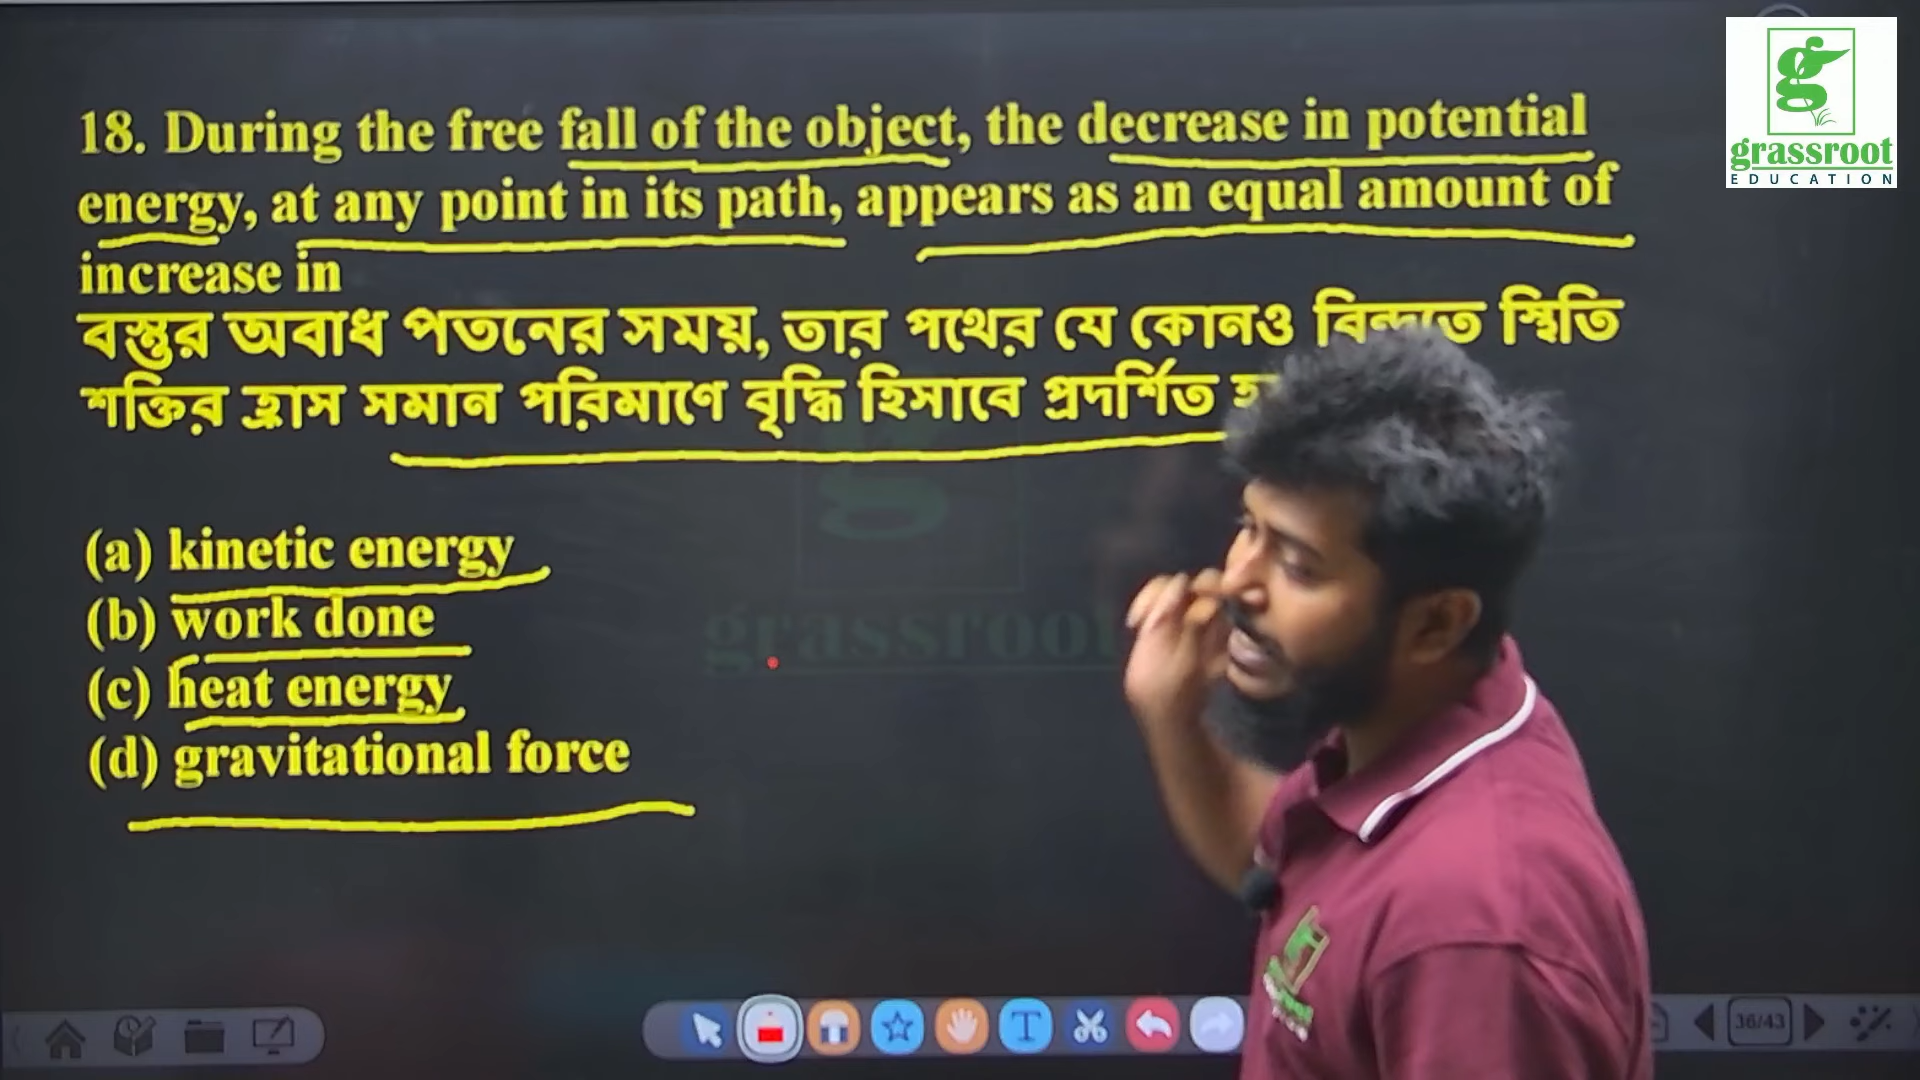 18. During the free fall of the object, the decrease in potential
energy, at any point in its path, appears as an equal amount of
increase in
বস্তুর অবাধ পতনের সময়, তার পথের যে কোনও বিন্দুতে স্থিতি
শক্তির হ্রাস সমান পরিমাণে বৃদ্ধি হিসাবে প্রদর্শিত
(a) kinetic energy
(b) work done
(c) heat energy
(d) gravitational force
grassroot
EDUCATION
grassroot
T
36/43